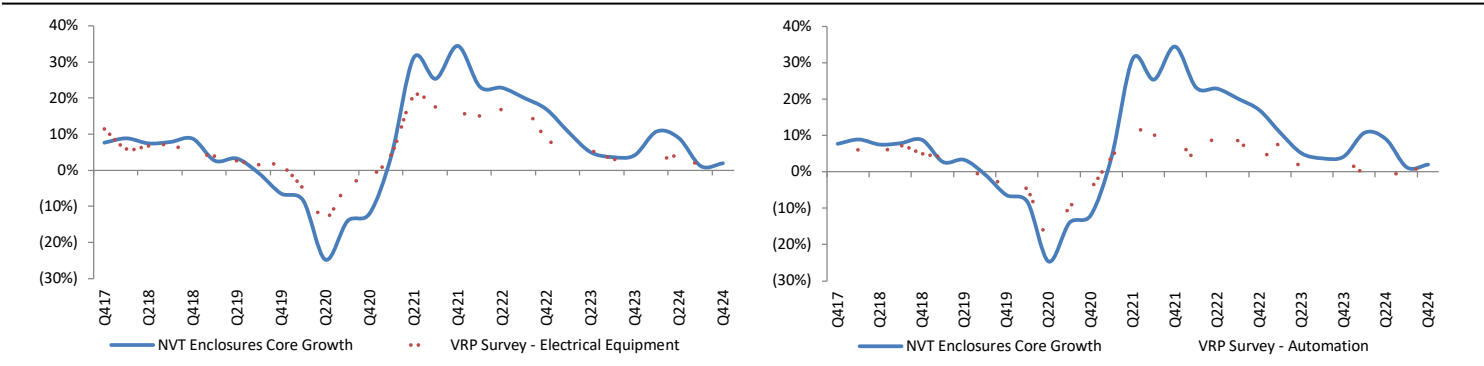 40%
30%
20%
10%
0%
(10%)
(20%)
(30%)
Q417
Q218
Q418
Q219
Q419
Q220
Q420
Q221
Q421
Q222
Q422
Q223
Q423
Q224
Q424
NVT Enclosures Core Growth
VRP Survey - Electrical Equipment
40%
30%
20%
10%
0%
(10%)
(20%)
(30%)
Q417
Q218
Q418
Q219
Q419
Q220
Q420
Q221
Q421
Q222
Q422
Q223
Q423
Q224
Q424
NVT Enclosures Core Growth
VRP Survey - Automation